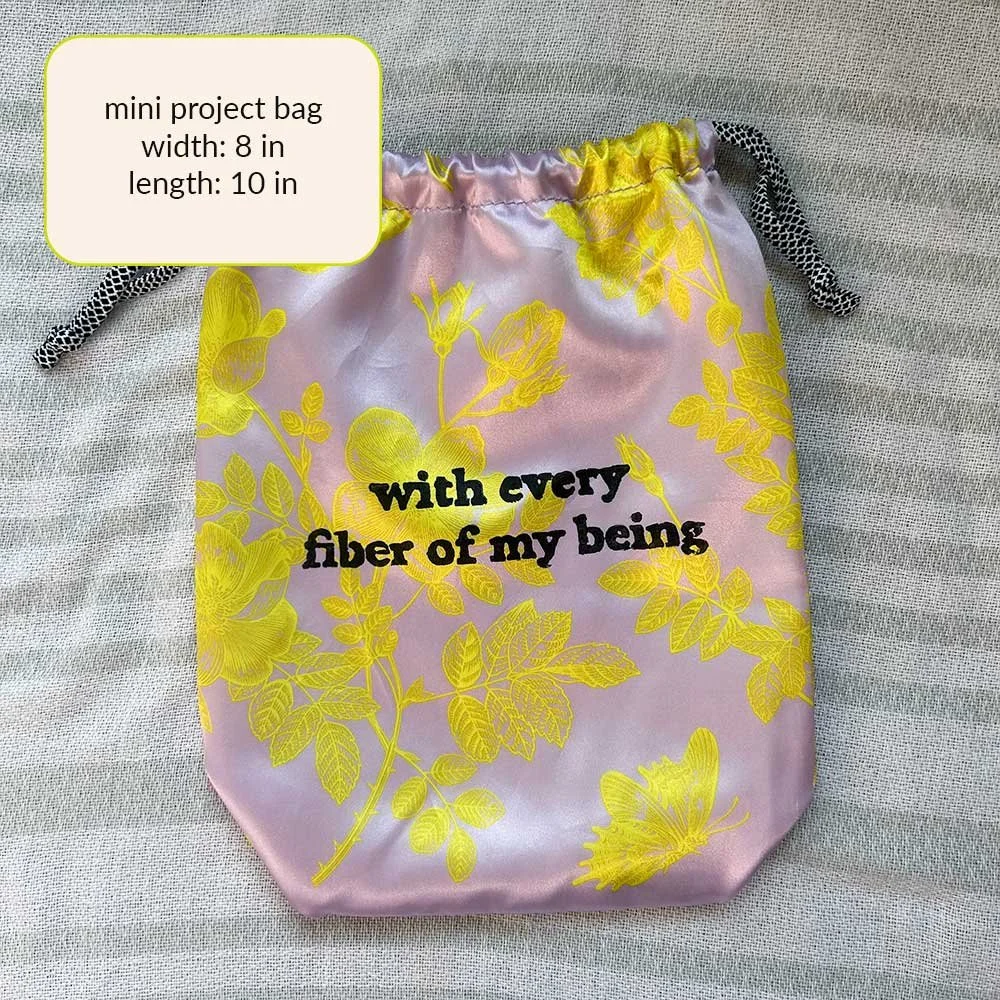 mini project bag
width: 8 in
length: 10 in
with every
fiber of my being